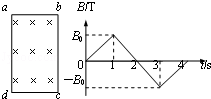 a b
× × ×
× × ×
× × ×
d c
B/T
B₀
0 1 2 3 4 t/s
−B₀